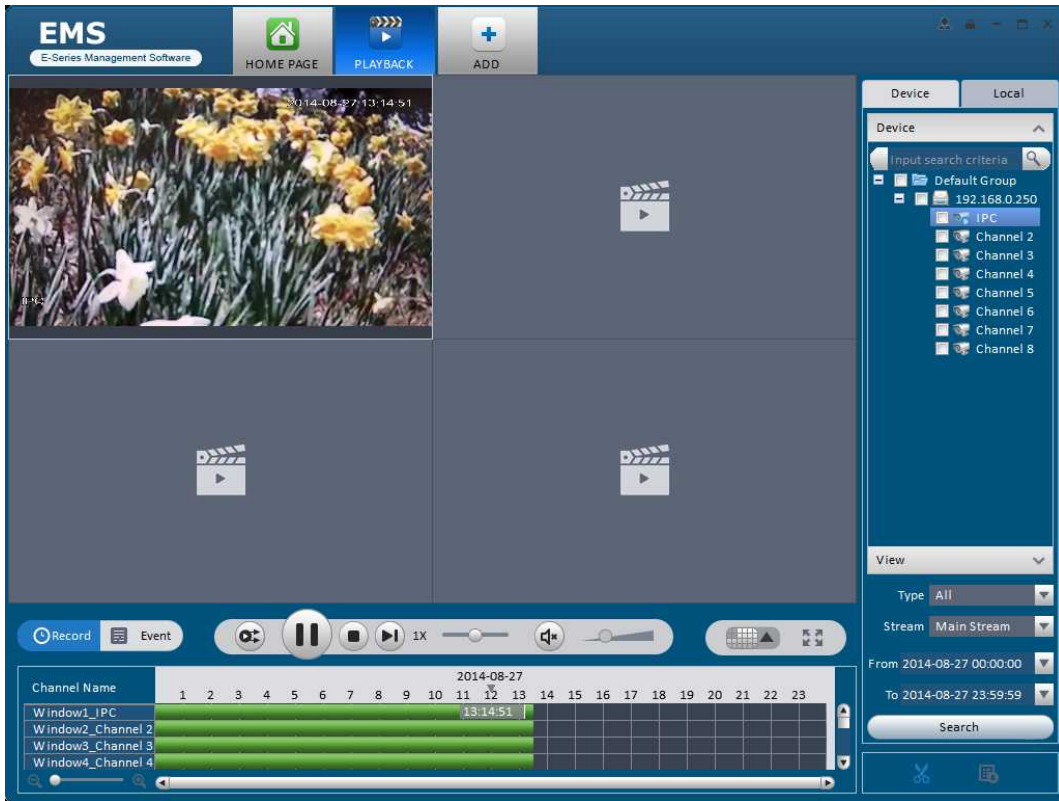 EMS
E-Series Management Software
HOME PAGE
PLAYBACK
ADD
2014-08-27 13:14:51
IPC
Device
Local
Device
Input search criteria
Default Group
192.168.0.250
IPC
Channel 2
Channel 3
Channel 4
Channel 5
Channel 6
Channel 7
Channel 8
View
Type All
Stream Main Stream
From 2014-08-27 00:00:00
To 2014-08-27 23:59:59
Search
Record
Event
1X
2014-08-27
Channel Name
1 2 3 4 5 6 7 8 9 10 11 12 13 14 15 16 17 18 19 20 21 22 23
Window1_IPC
13:14:51
Window2_Channel 2
Window3_Channel 3
Window4_Channel 4